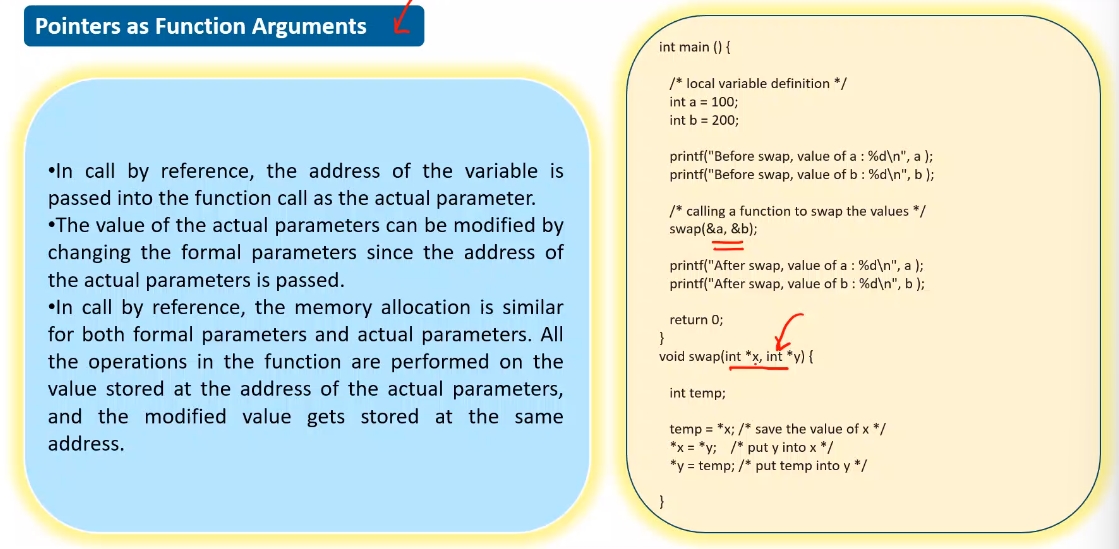 Pointers as Function Arguments
•In call by reference, the address of the variable is
passed into the function call as the actual parameter.
•The value of the actual parameters can be modified by
changing the formal parameters since the address of
the actual parameters is passed.
•In call by reference, the memory allocation is similar
for both formal parameters and actual parameters. All
the operations in the function are performed on the
value stored at the address of the actual parameters,
and the modified value gets stored at the same
address.
int main () {
/* local variable definition */
int a = 100;
int b = 200;
printf("Before swap, value of a : %d\n", a );
printf("Before swap, value of b : %d\n", b );
/* calling a function to swap the values */
swap(&a, &b);
printf("After swap, value of a : %d\n", a );
printf("After swap, value of b : %d\n", b );
return 0;
}
void swap(int *x, int *y) {
int temp;
temp = *x; /* save the value of x */
*x = *y; /* put y into x */
*y = temp; /* put temp into y */
}